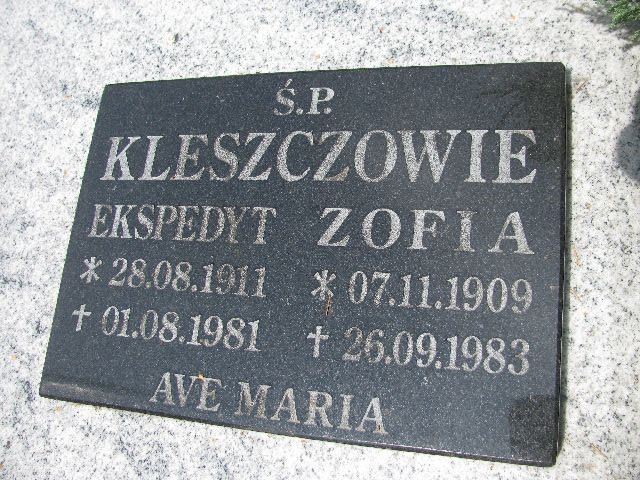 Ś.P.
KLESZCZOWIE
EKSPEDYT ZOFIA
* 28.08.1911 * 07.11.1909
† 01.08.1981 † 26.09.1983
AVE MARIA